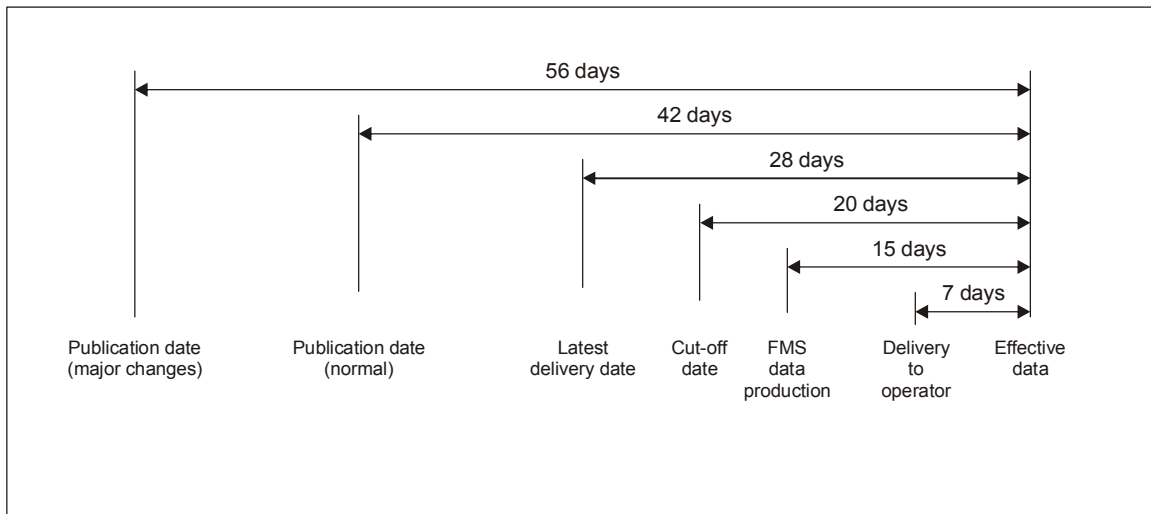 56 days
42 days
28 days
20 days
15 days
7 days
Publication date
(major changes)
Publication date
(normal)
Latest
delivery date
Cut-off
date
FMS
data
production
Delivery
to
operator
Effective
data